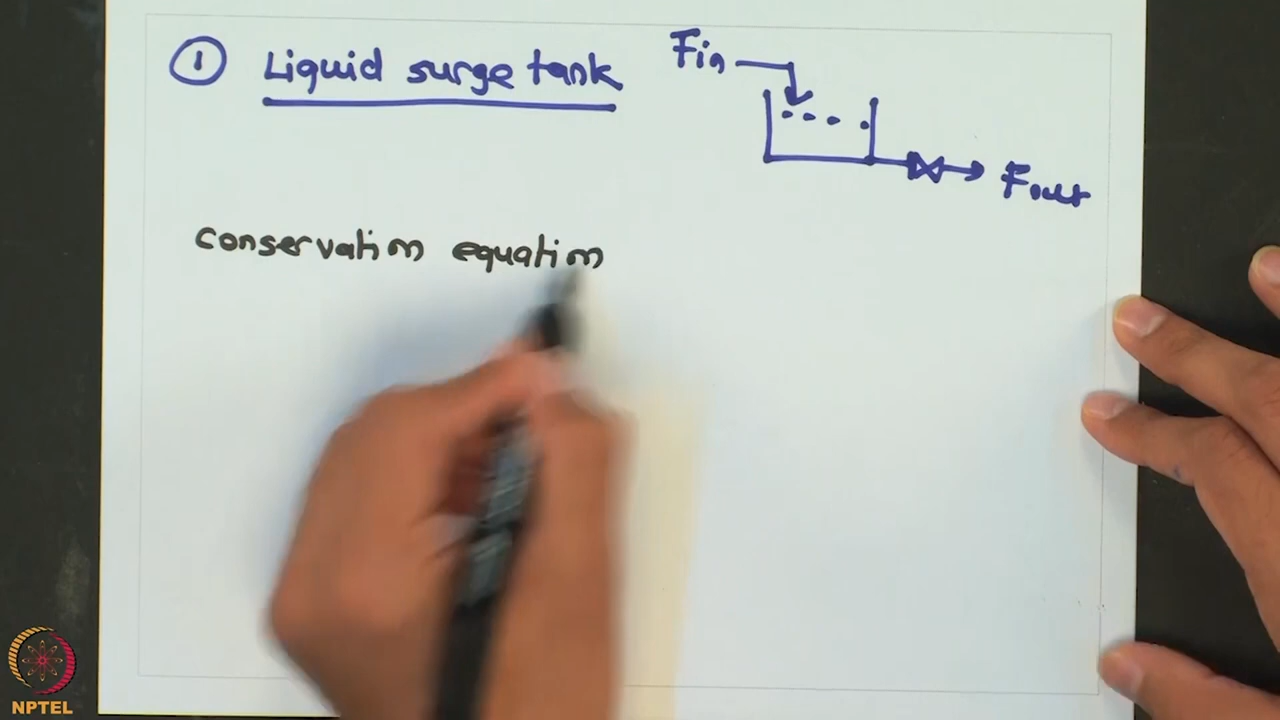 ① Liquid surge tank
Fin
Fout
conservation equation
NPTEL